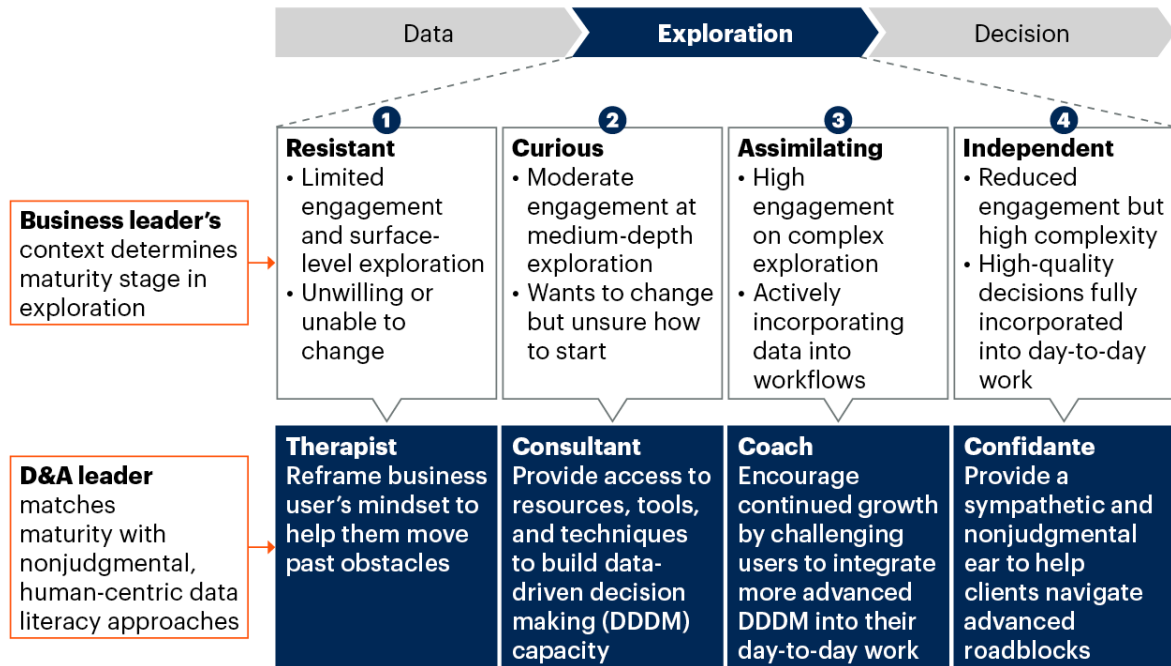 Data
Exploration
Decision
Business leader's
context determines
maturity stage in
exploration
1
Resistant
• Limited
engagement
and surface-
level exploration
• Unwilling or
unable to
change
2
Curious
• Moderate
engagement at
medium-depth
exploration
• Wants to change
but unsure how
to start
3
Assimilating
• High
engagement
on complex
exploration
• Actively
incorporating
data into
workflows
4
Independent
• Reduced
engagement but
high complexity
• High-quality
decisions fully
incorporated
into day-to-day
work
D&A leader
matches
maturity with
nonjudgmental,
human-centric data
literacy approaches
Therapist
Reframe business
user's mindset to
help them move
past obstacles
Consultant
Provide access to
resources, tools,
and techniques
to build data-
driven decision
making (DDDM)
capacity
Coach
Encourage
continued growth
by challenging
users to integrate
more advanced
DDDM into their
day-to-day work
Confidante
Provide a
sympathetic and
nonjudgmental
ear to help
clients navigate
advanced
roadblocks